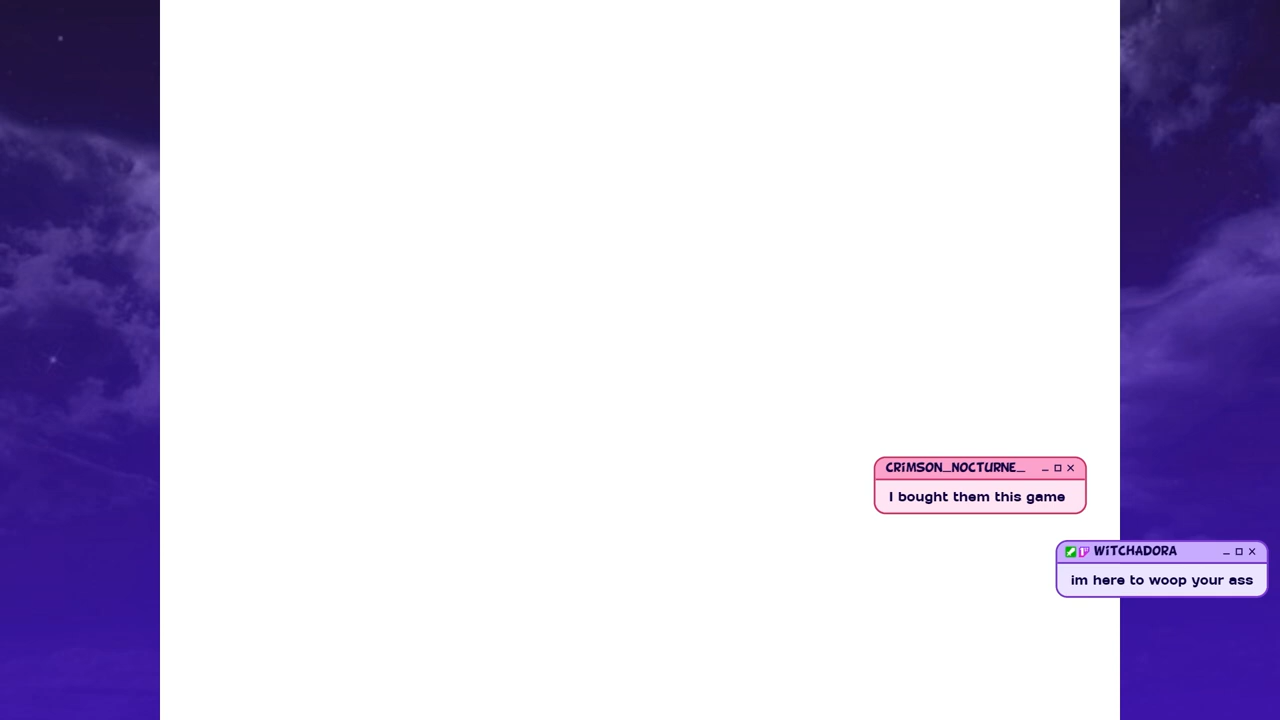 CRiMSON_NOCTURNE_
I bought them this game
WiTCHADORA
im here to woop your ass